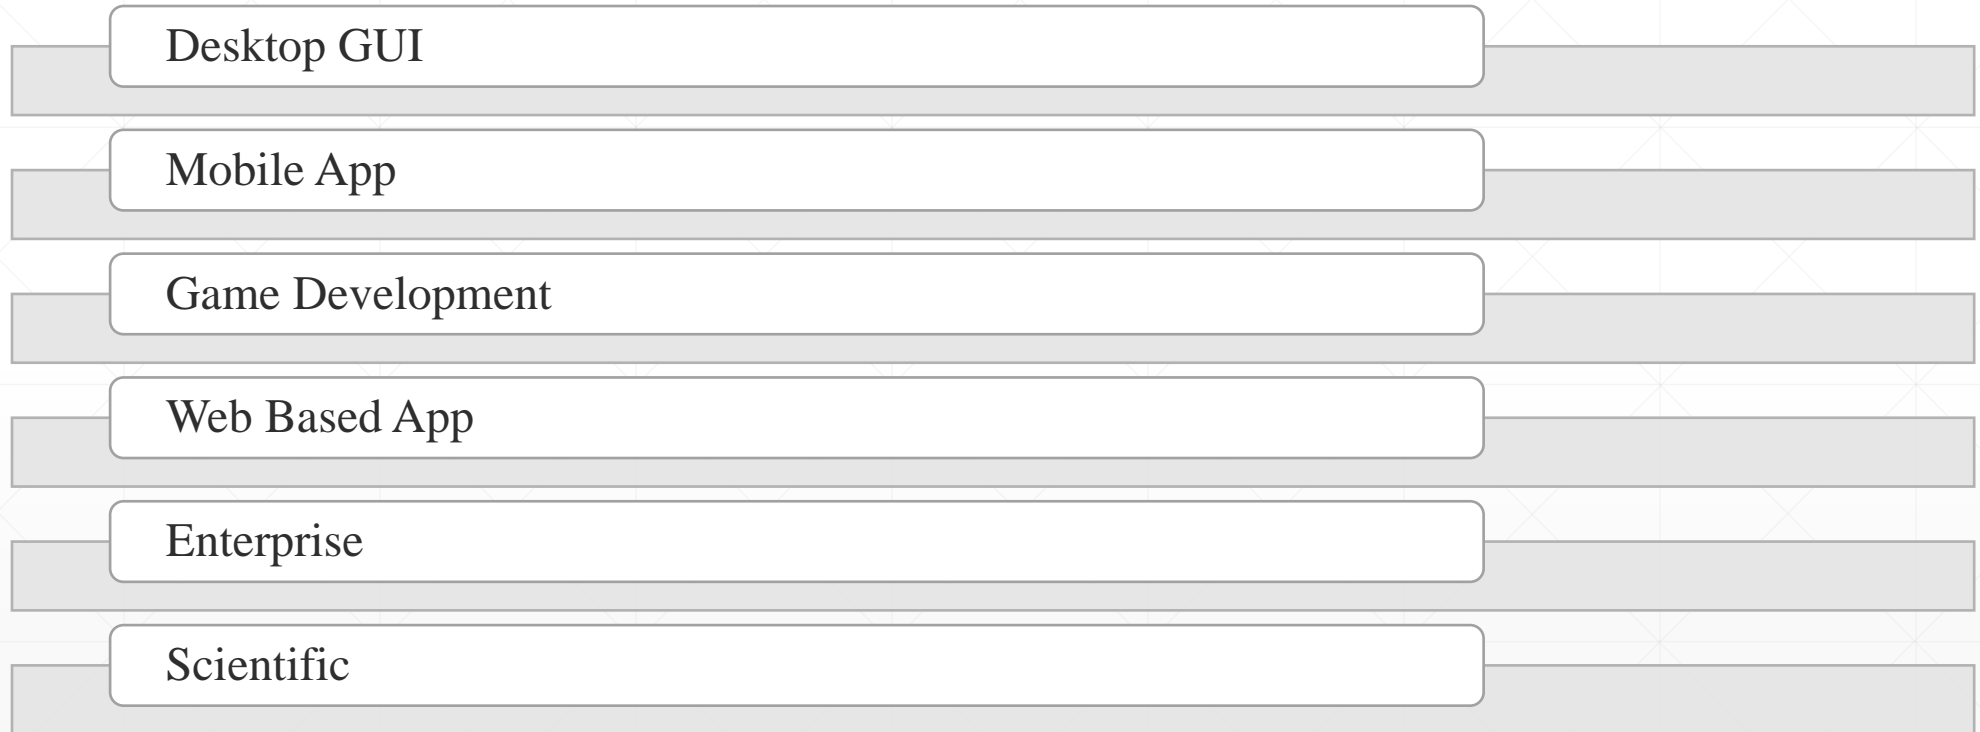 Desktop GUI
Mobile App
Game Development
Web Based App
Enterprise
Scientific